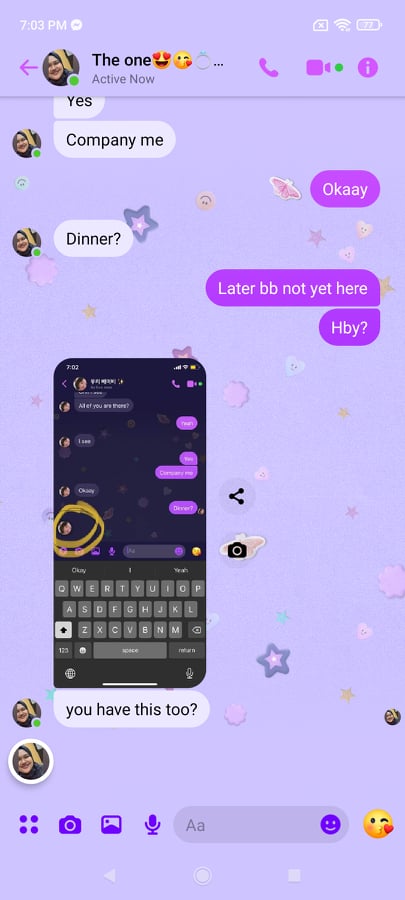 7:03 PM
77
The one😍😘💍...
Active Now
Yes
Company me
Okaay
Dinner?
Later bb not yet here
Hby?
7:02
All of you are there?
Yeah
I see
Yes
Company me
Okaay
Dinner?
Aa
Okay
I
Yeah
Q W E R T Y U I O P
A S D F G H J K L
Z X C V B N M
123
space
return
you have this too?
Aa